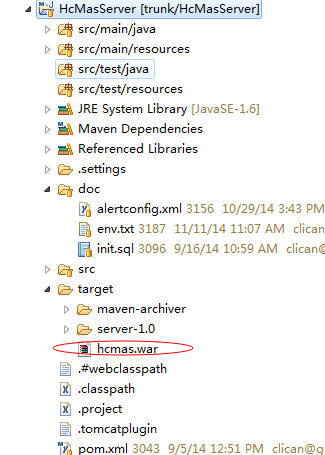 HcMasServer [trunk/HcMasServer]
src/main/java
src/main/resources
src/test/java
src/test/resources
JRE System Library [JavaSE-1.6]
Maven Dependencies
Referenced Libraries
.settings
doc
alertconfig.xml 3156 10/29/14 3:43 PM
env.txt 3187 11/11/14 11:07 AM clican
init.sql 3096 9/16/14 10:59 AM clican@
src
target
maven-archiver
server-1.0
hcmas.war
.#webclasspath
.classpath
.project
.tomcatplugin
pom.xml 3043 9/5/14 12:51 PM clican@g